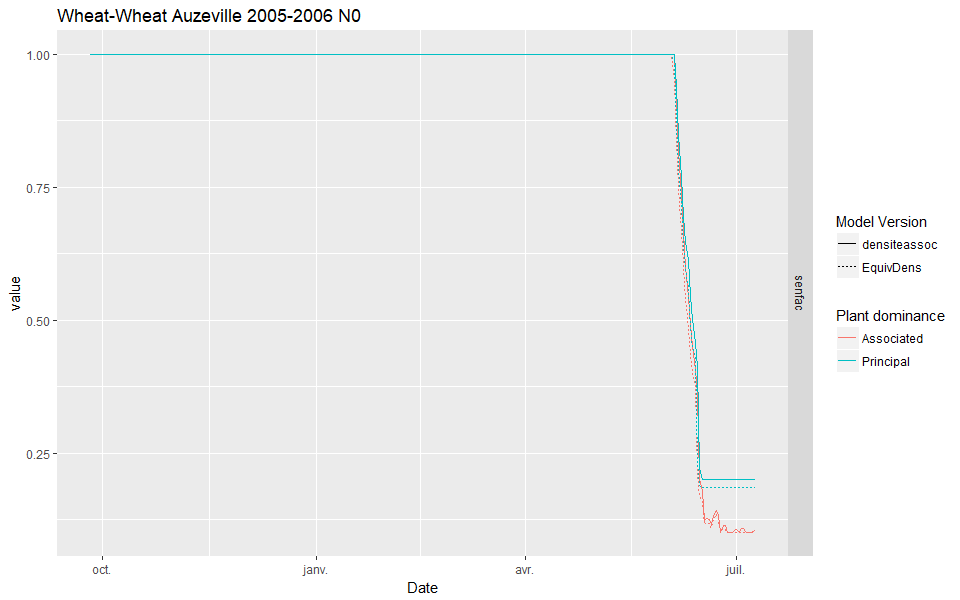 Wheat-Wheat Auzeville 2005-2006 N0
value
1.00
0.75
0.50
0.25
oct.
janv.
avr.
juil.
Date
senfac
Model Version
densiteassoc
EquivDens
Plant dominance
Associated
Principal